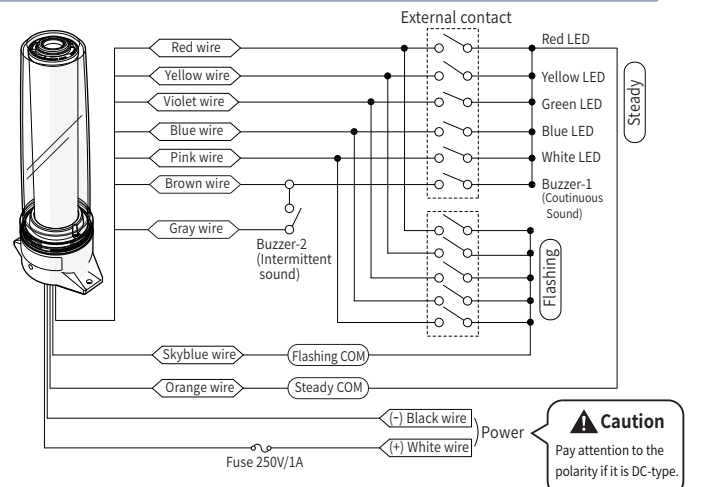 External contact
Red wire
Red LED
Yellow wire
Yellow LED
Violet wire
Green LED
Blue wire
Blue LED
Pink wire
White LED
Brown wire
Buzzer-1
(Coutinuous
Sound)
Steady
Gray wire
Buzzer-2
(Intermittent
sound)
Flashing
Skyblue wire
Flashing COM
Orange wire
Steady COM
(-) Black wire
(+) White wire
Power
Fuse 250V/1A
Caution
Pay attention to the
polarity if it is DC-type.